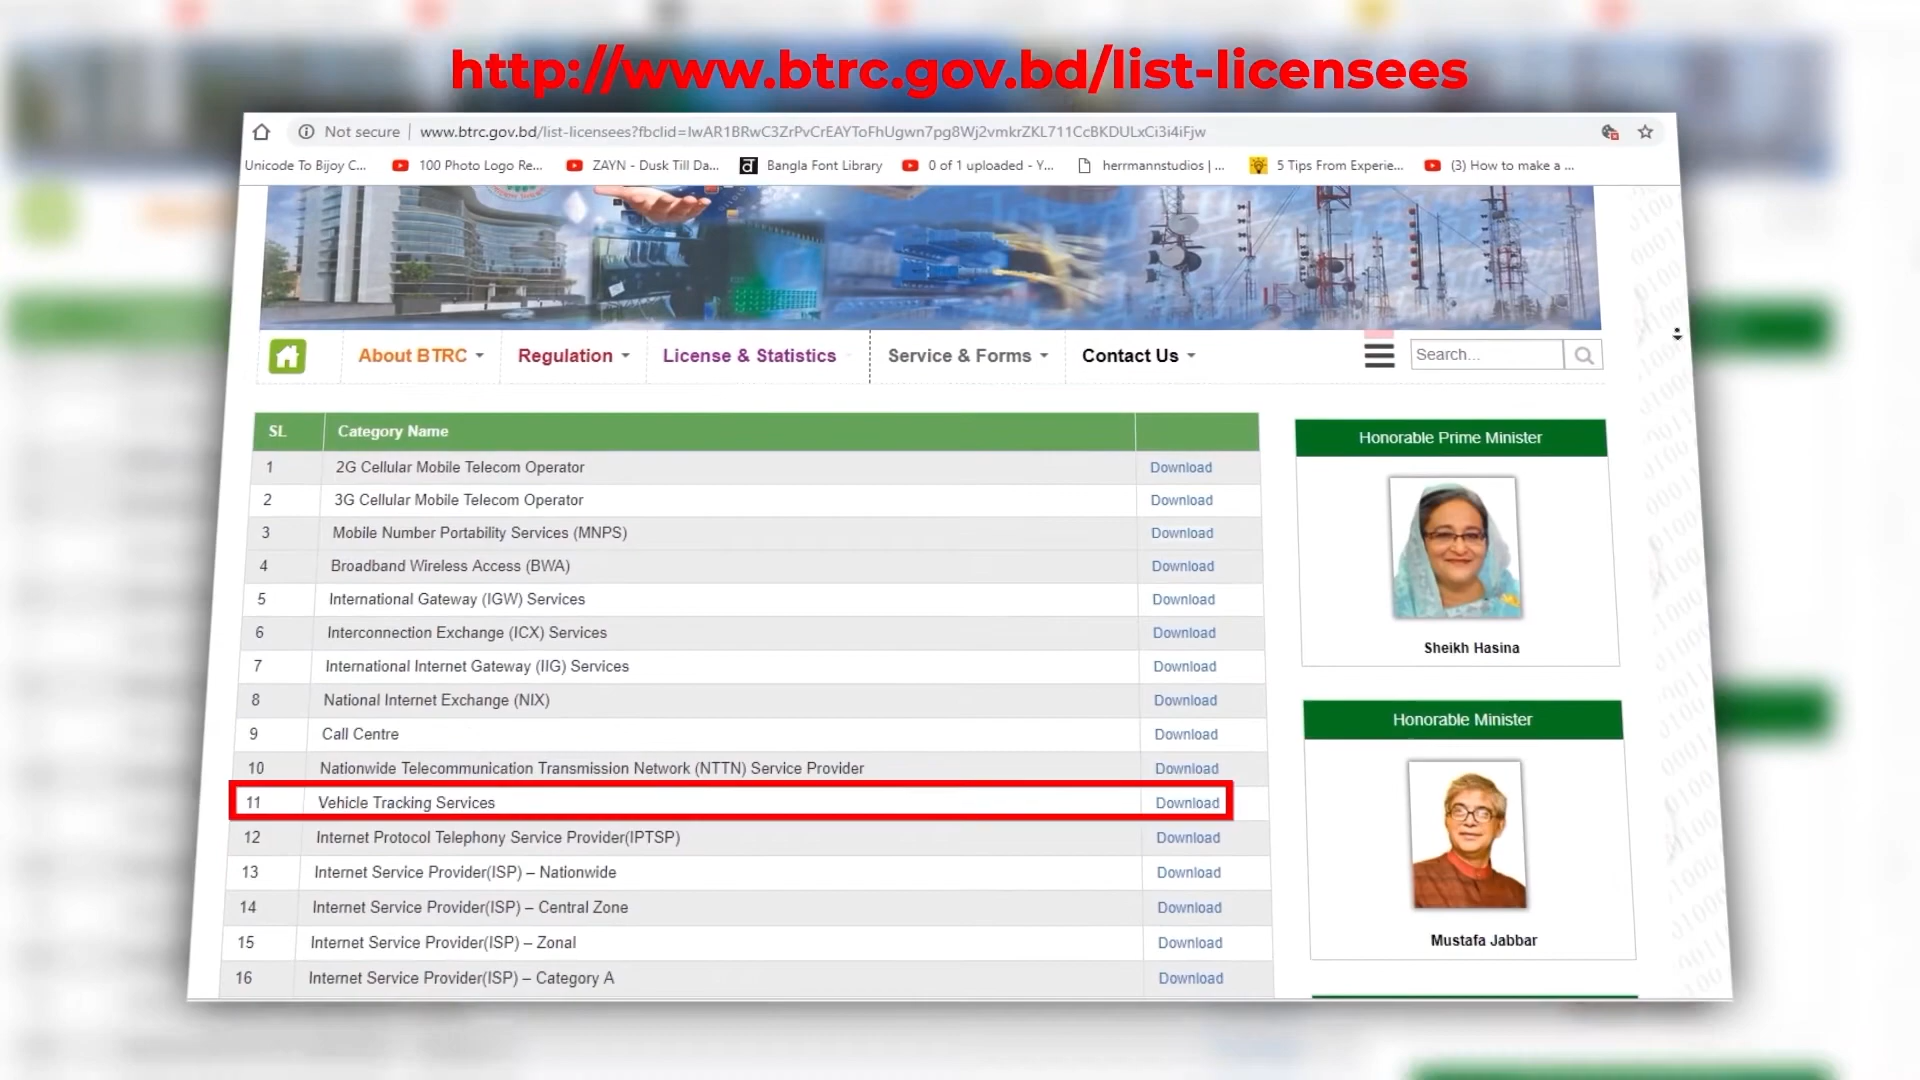 http://www.btrc.gov.bd/list-licensees
Not secure | www.btrc.gov.bd/list-licensees?fbclid=IwAR1BRwC3ZrPvCrEAYToFhUgwn7pg8Wj2vmkrZKL711CcBKDULxCi3i4iFjw
Unicode To Bijoy C... 100 Photo Logo Re... ZAYN - Dusk Till Da... Bangla Font Library 0 of 1 uploaded - Y... herrmannstudios | ... 5 Tips From Experie... (3) How to make a ...
About BTRC Regulation License & Statistics Service & Forms Contact Us Search...
SL Category Name
1 2G Cellular Mobile Telecom Operator Download
2 3G Cellular Mobile Telecom Operator Download
3 Mobile Number Portability Services (MNPS) Download
4 Broadband Wireless Access (BWA) Download
5 International Gateway (IGW) Services Download
6 Interconnection Exchange (ICX) Services Download
7 International Internet Gateway (IIG) Services Download
8 National Internet Exchange (NIX) Download
9 Call Centre Download
10 Nationwide Telecommunication Transmission Network (NTTN) Service Provider Download
11 Vehicle Tracking Services Download
12 Internet Protocol Telephony Service Provider(IPTSP) Download
13 Internet Service Provider(ISP) – Nationwide Download
14 Internet Service Provider(ISP) – Central Zone Download
15 Internet Service Provider(ISP) – Zonal Download
16 Internet Service Provider(ISP) – Category A Download
Honorable Prime Minister
Sheikh Hasina
Honorable Minister
Mustafa Jabbar